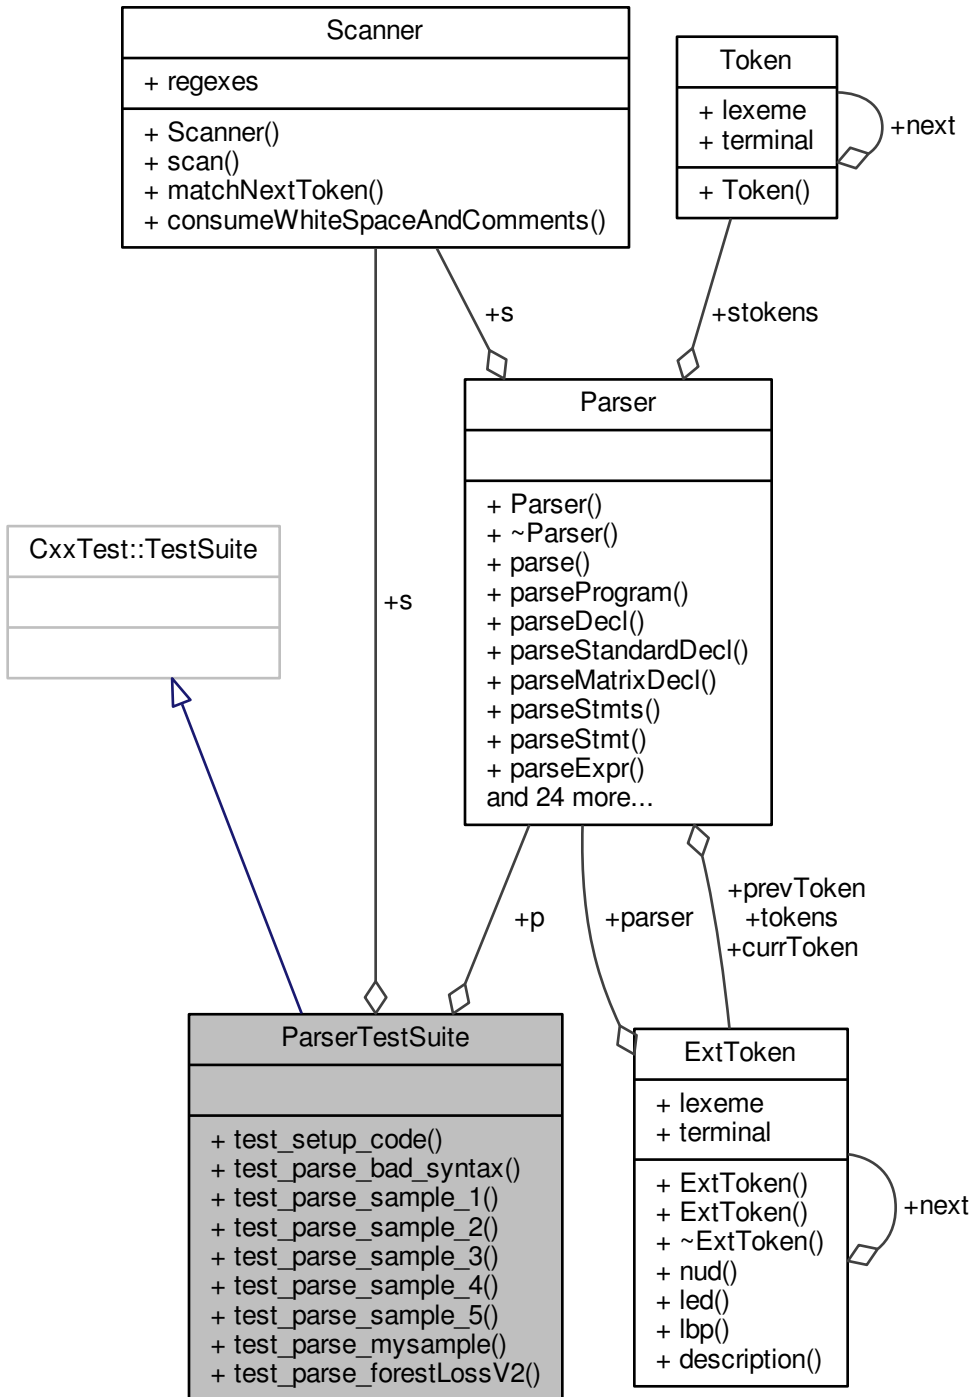 Scanner
+ regexes
+ Scanner()
+ scan()
+ matchNextToken()
+ consumeWhiteSpaceAndComments()
Token
+ lexeme
+ terminal
+ Token()
+next
+s
+stokens
Parser
+ Parser()
+ ~Parser()
+ parse()
+ parseProgram()
+ parseDecl()
+ parseStandardDecl()
+ parseMatrixDecl()
+ parseStmts()
+ parseStmt()
+ parseExpr()
and 24 more...
CxxTest::TestSuite
+s
+p
+parser
+prevToken
+tokens
+currToken
ParserTestSuite
+ test_setup_code()
+ test_parse_bad_syntax()
+ test_parse_sample_1()
+ test_parse_sample_2()
+ test_parse_sample_3()
+ test_parse_sample_4()
+ test_parse_sample_5()
+ test_parse_mysample()
+ test_parse_forestLossV2()
ExtToken
+ lexeme
+ terminal
+ ExtToken()
+ ExtToken()
+ ~ExtToken()
+ nud()
+ led()
+ lbp()
+ description()
+next